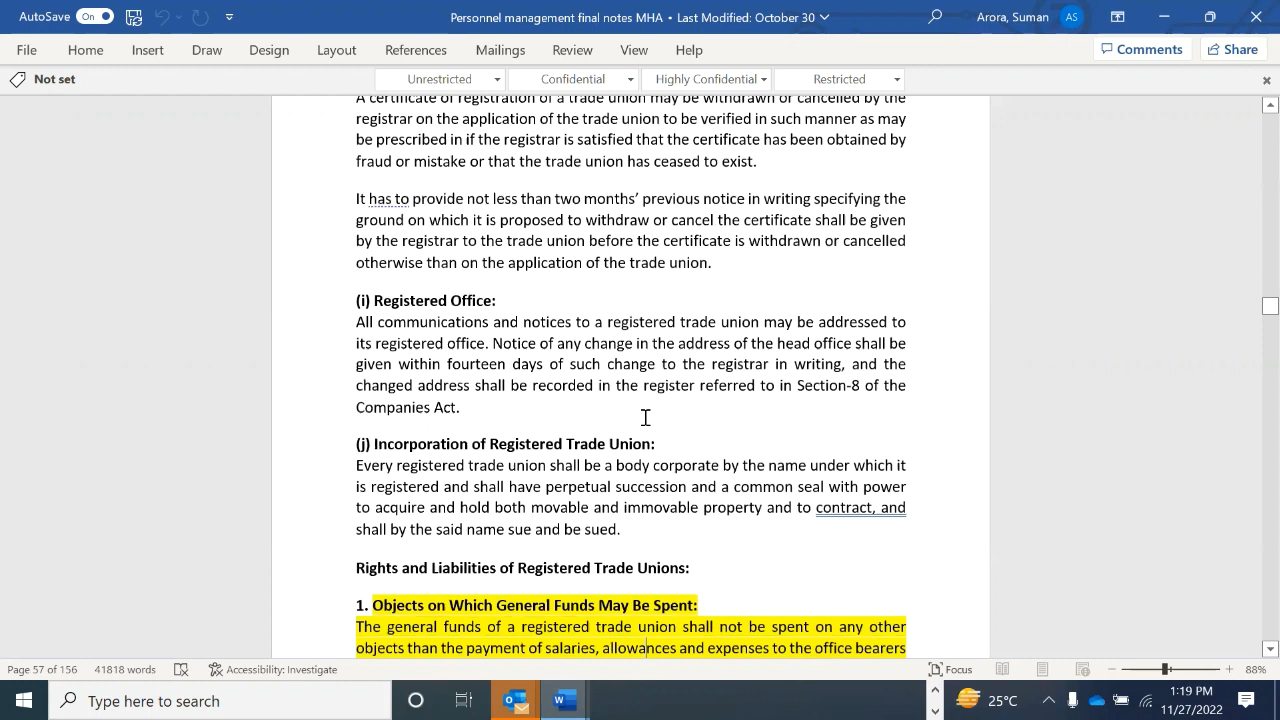 AutoSave On
Personnel management final notes MHA • Last Modified: October 30
Arora, Suman AS
File Home Insert Draw Design Layout References Mailings Review View Help
Comments Share
Not set
Unrestricted Confidential Highly Confidential Restricted
A certificate of registration of a trade union may be withdrawn or cancelled by the
registrar on the application of the trade union to be verified in such manner as may
be prescribed in if the registrar is satisfied that the certificate has been obtained by
fraud or mistake or that the trade union has ceased to exist.
It has to provide not less than two months’ previous notice in writing specifying the
ground on which it is proposed to withdraw or cancel the certificate shall be given
by the registrar to the trade union before the certificate is withdrawn or cancelled
otherwise than on the application of the trade union.
(i) Registered Office:
All communications and notices to a registered trade union may be addressed to
its registered office. Notice of any change in the address of the head office shall be
given within fourteen days of such change to the registrar in writing, and the
changed address shall be recorded in the register referred to in Section-8 of the
Companies Act.
(j) Incorporation of Registered Trade Union:
Every registered trade union shall be a body corporate by the name under which it
is registered and shall have perpetual succession and a common seal with power
to acquire and hold both movable and immovable property and to contract, and
shall by the said name sue and be sued.
Rights and Liabilities of Registered Trade Unions:
1. Objects on Which General Funds May Be Spent:
The general funds of a registered trade union shall not be spent on any other
objects than the payment of salaries, allowances and expenses to the office bearers
Page 57 of 156 41818 words Accessibility: Investigate Focus 88%
Type here to search
25°C
1:19 PM
11/27/2022